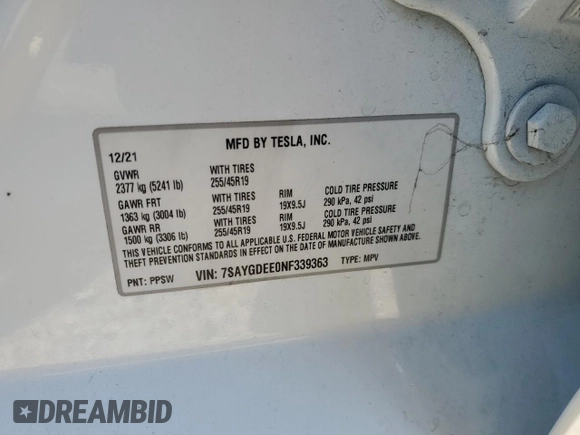 MFD BY TESLA, INC.
12/21
GVWR WITH TIRES
2377 kg (5241 lb) 255/45R19
GAWR FRT WITH TIRES RIM COLD TIRE PRESSURE
1363 kg (3004 lb) 255/45R19 19X9.5J 290 kPa, 42 psi
GAWR RR WITH TIRES RIM COLD TIRE PRESSURE
1500 kg (3306 lb) 255/45R19 19X9.5J 290 kPa, 42 psi
THIS VEHICLE CONFORMS TO ALL APPLICABLE U.S. FEDERAL MOTOR VEHICLE SAFETY AND
THEFT PREVENTION STANDARDS IN EFFECT ON THE DATE OF MANUFACTURE SHOWN ABOVE.
PNT: PPSW VIN: 7SAYGDEE0NF339363 TYPE: MPV
DREAMBID